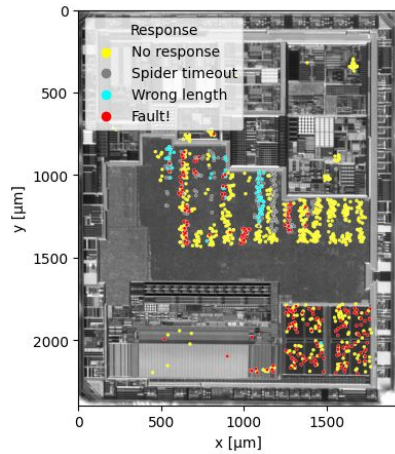 Response
No response
Spider timeout
Wrong length
Fault!
0
500
1000
1500
2000
y [µm]
0
500
1000
1500
x [µm]